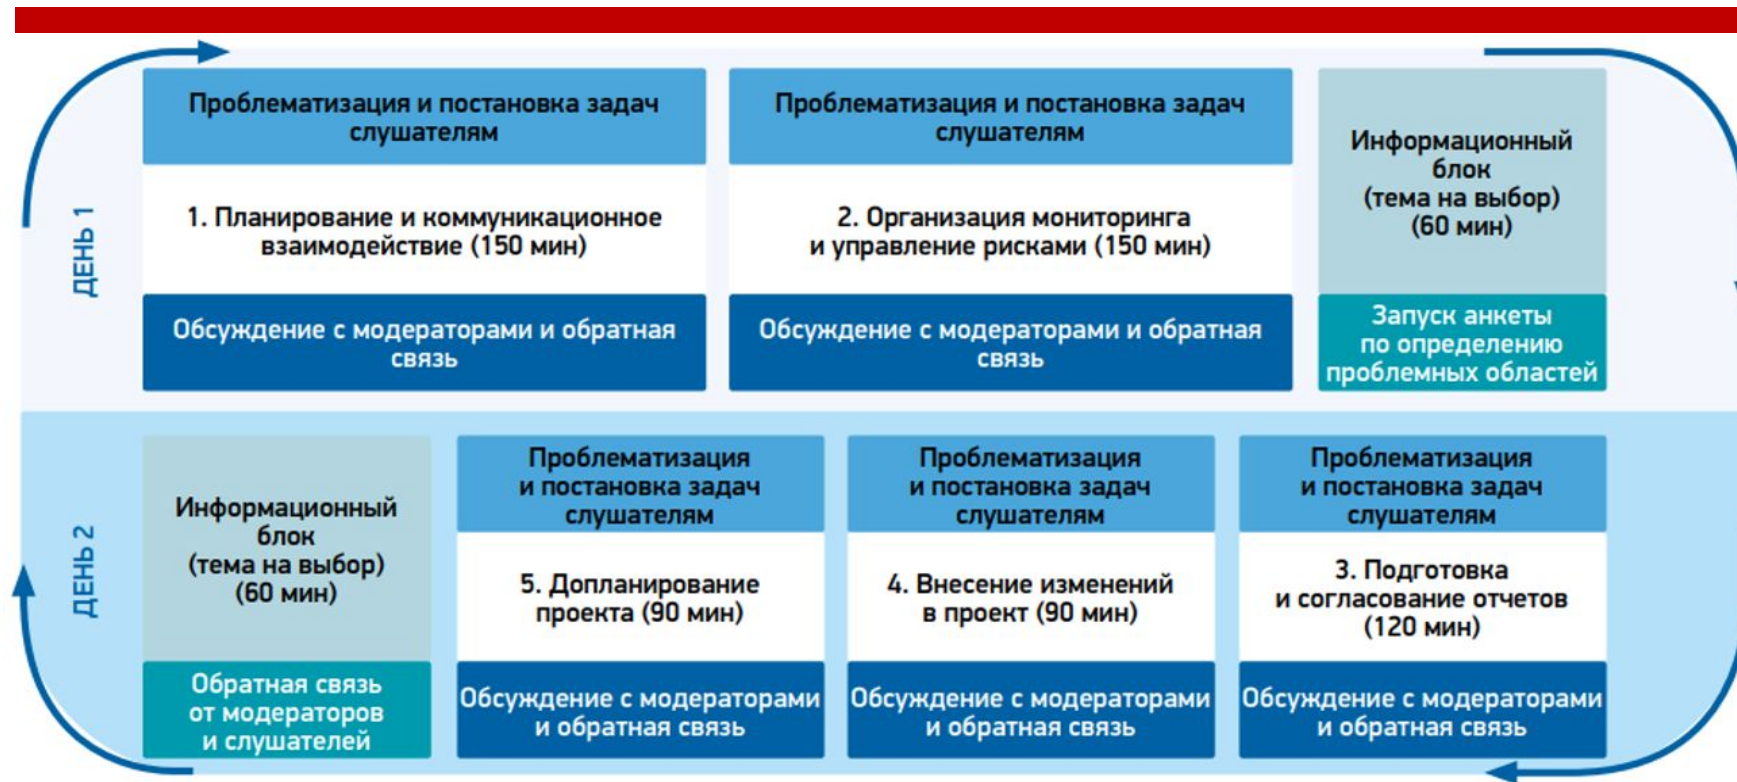 ДЕНЬ 1
Проблематизация и постановка задач
слушателям
1. Планирование и коммуникационное
взаимодействие (150 мин)
Обсуждение с модераторами и обратная
связь
Проблематизация и постановка задач
слушателям
2. Организация мониторинга
и управление рисками (150 мин)
Обсуждение с модераторами и обратная
связь
Информационный
блок
(тема на выбор)
(60 мин)
Запуск анкеты
по определению
проблемных областей
ДЕНЬ 2
Информационный
блок
(тема на выбор)
(60 мин)
Обратная связь
от модераторов
и слушателей
Проблематизация
и постановка задач
слушателям
5. Допланирование
проекта (90 мин)
Обсуждение с модераторами
и обратная связь
Проблематизация
и постановка задач
слушателям
4. Внесение изменений
в проект (90 мин)
Обсуждение с модераторами
и обратная связь
Проблематизация
и постановка задач
слушателям
3. Подготовка
и согласование отчетов
(120 мин)
Обсуждение с модераторами
и обратная связь